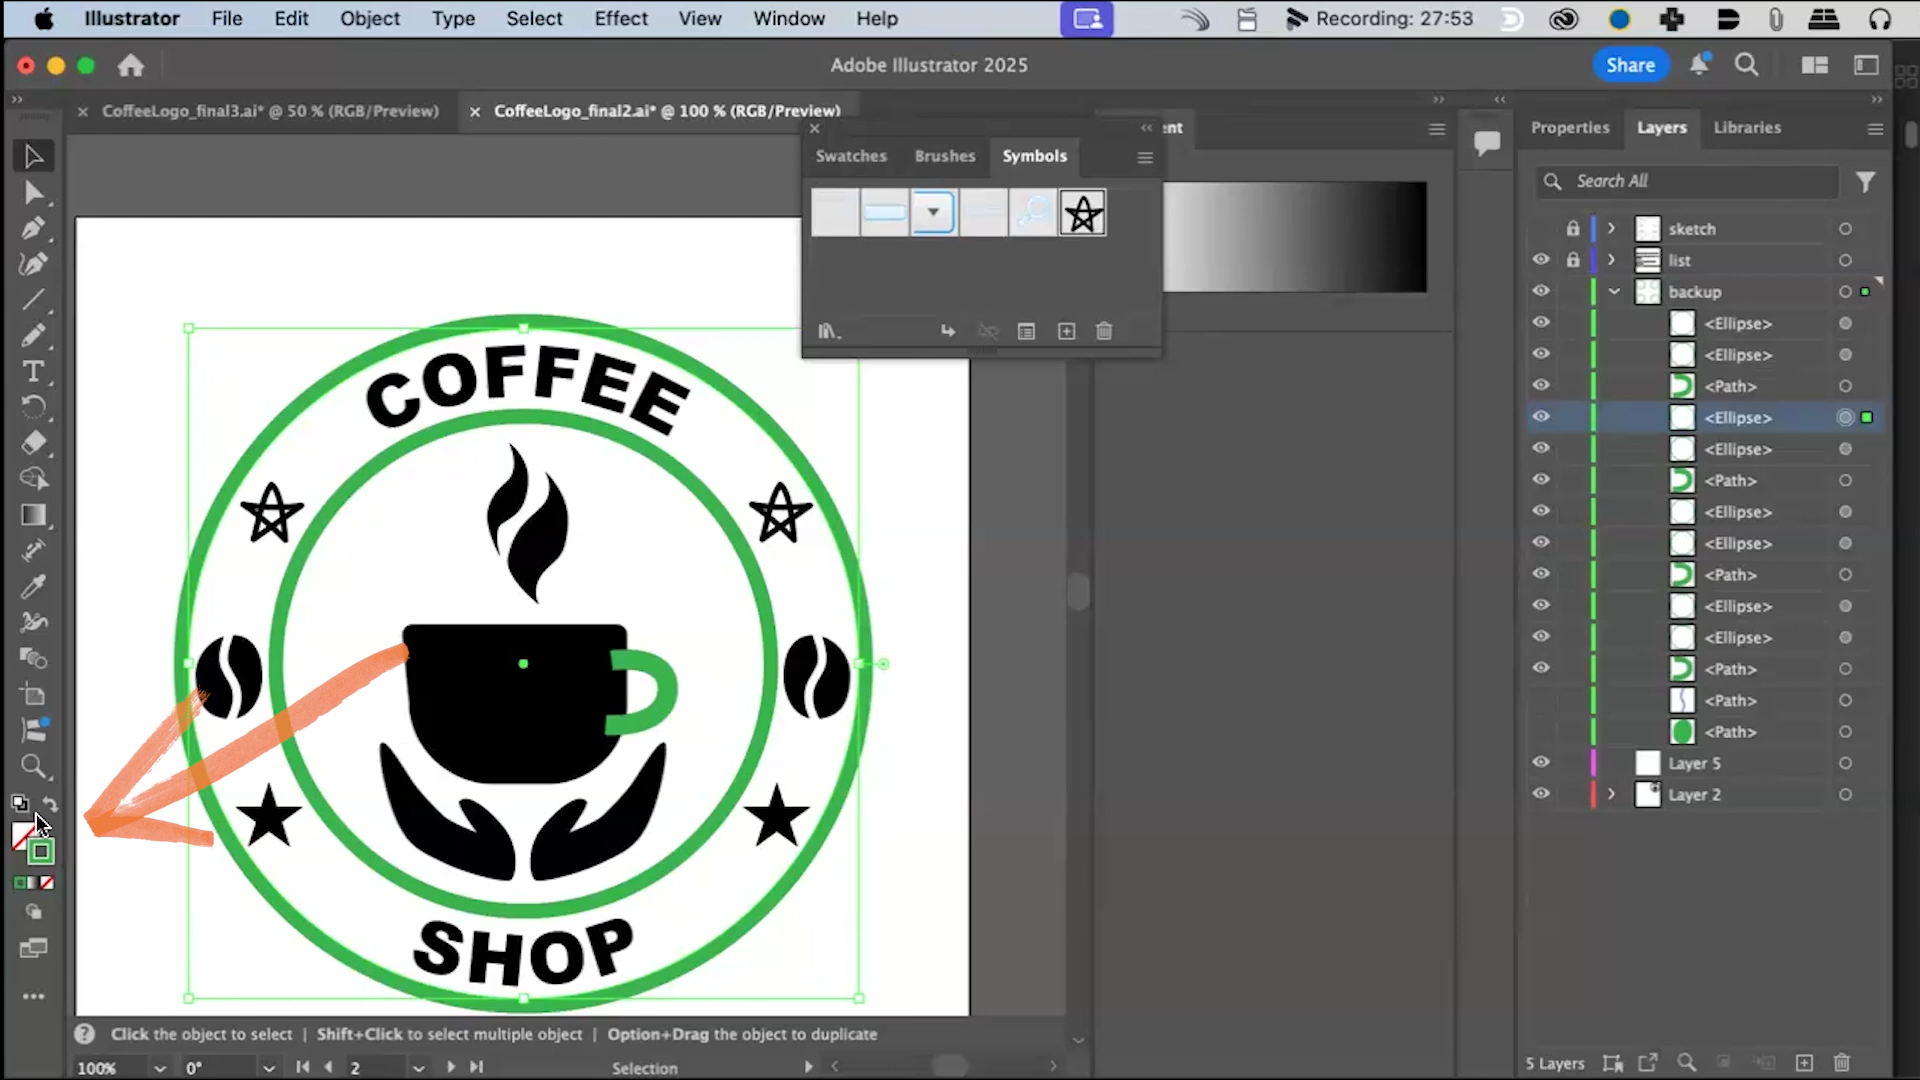 Illustrator File Edit Object Type Select Effect View Window Help
Recording: 27:53
Adobe Illustrator 2025
Share
CoffeeLogo_final3.ai* @ 50 % (RGB/Preview)
CoffeeLogo_final2.ai* @ 100 % (RGB/Preview)
ent
Properties Layers Libraries
Swatches Brushes Symbols
Search All
sketch
list
backup
<Ellipse>
<Ellipse>
<Path>
<Ellipse>
<Ellipse>
<Path>
<Ellipse>
<Ellipse>
<Path>
<Ellipse>
<Ellipse>
<Path>
<Path>
<Path>
Layer 5
Layer 2
COFFEE
SHOP
Click the object to select | Shift+Click to select multiple object | Option+Drag the object to duplicate
100% 0° 2 Selection
5 Layers